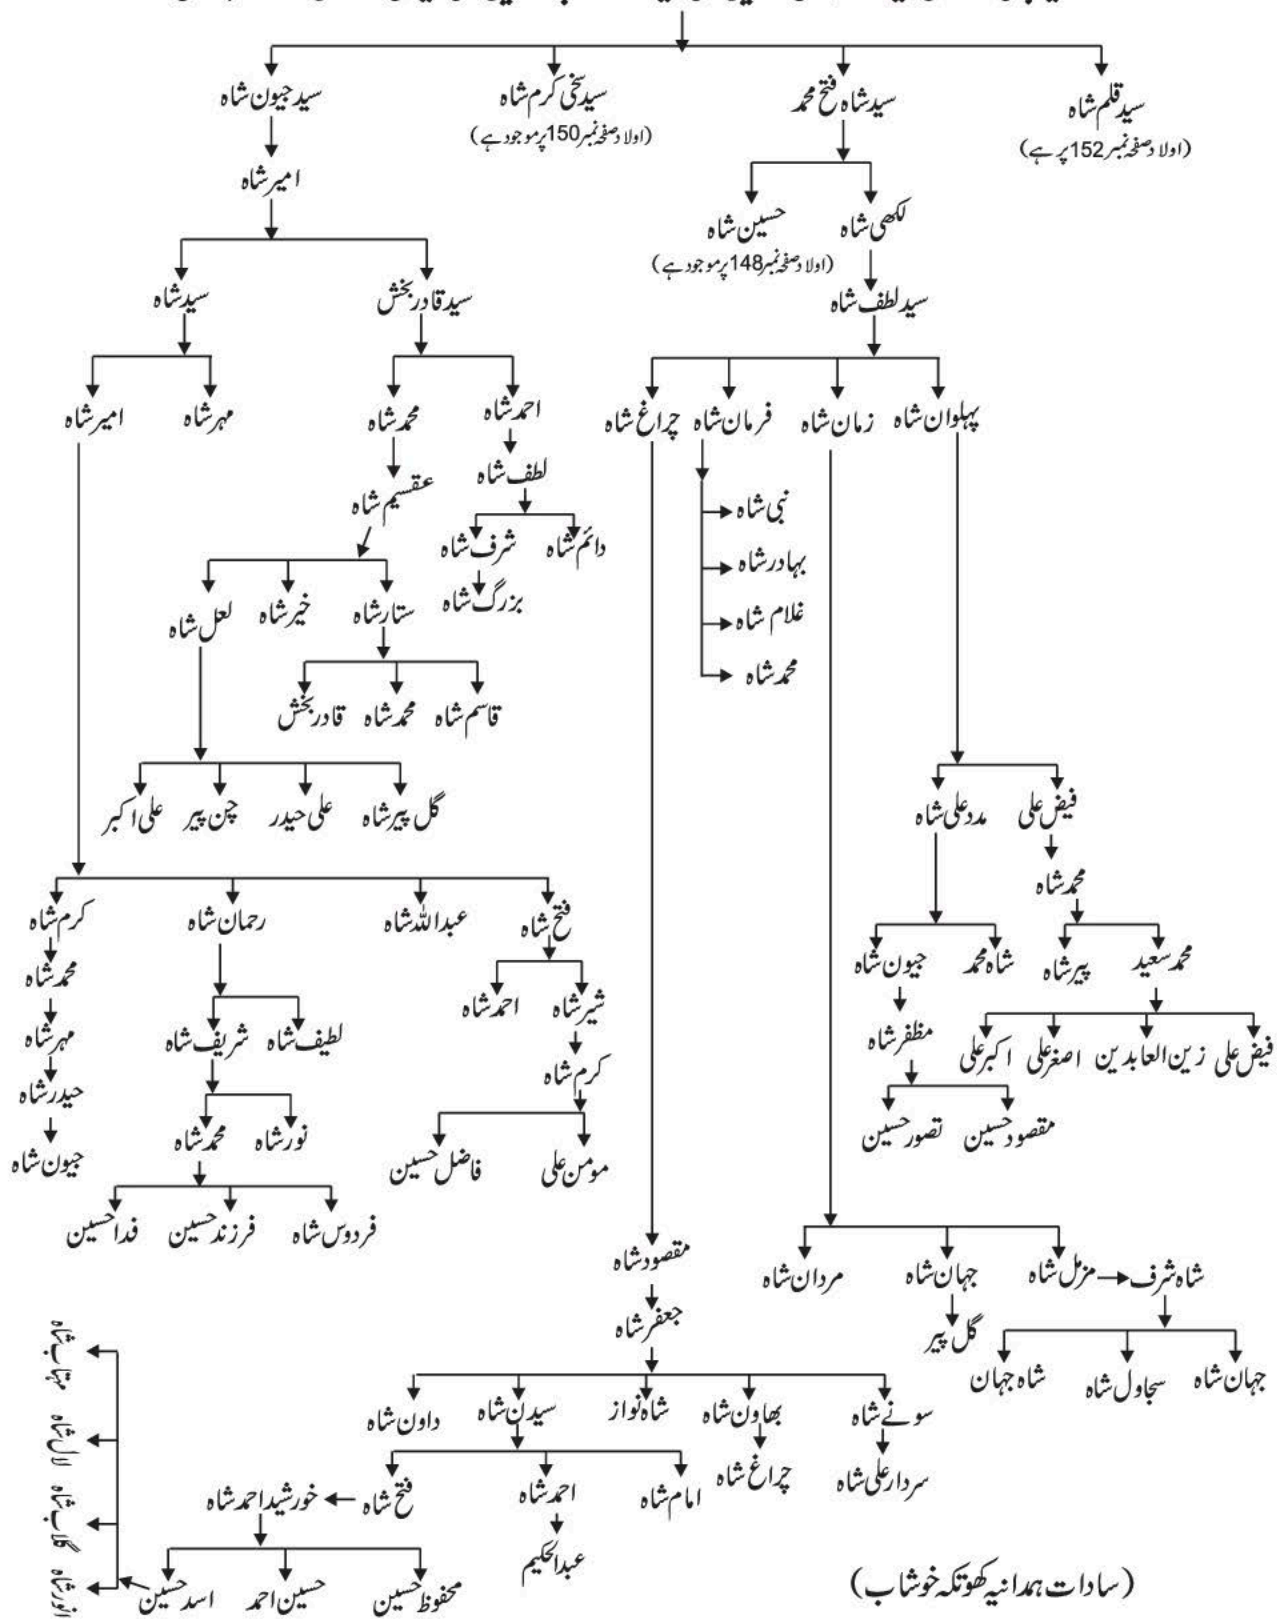 سید قلم شاہ
(اولاد صفحہ نمبر 152 پر ہے)
سید شاہ فتح محمد
سید سخی کرم شاہ
(اولاد صفحہ نمبر 150 پر موجود ہے)
سید جیون شاہ
امیر شاہ
لکھی شاہ
حسین شاہ
(اولاد صفحہ نمبر 148 پر موجود ہے)
سید لطف شاہ
سید قادر بخش
سید شاہ
پہلوان شاہ
زمان شاہ
فرمان شاہ
چراغ شاہ
احمد شاہ
محمد شاہ
مہر شاہ
امیر شاہ
لطف شاہ
عقسیم شاہ
نبی شاہ
بہادر شاہ
غلام شاہ
محمد شاہ
دائم شاہ
شرف شاہ
بزرگ شاہ
ستار شاہ
خیر شاہ
لعل شاہ
قاسم شاہ
محمد شاہ
قادر بخش
گل پیر شاہ
علی حیدر
چن پیر
علی اکبر
فیض علی
مدد علی شاہ
محمد شاہ
محمد سعید
پیر شاہ
شاہ محمد
جیون شاہ
فیض علی
زین العابدین
اصغر علی
اکبر علی
مظفر شاہ
مقصود حسین
تصور حسین
فتح شاہ
عبداللہ شاہ
رحمان شاہ
کرم شاہ
شیر شاہ
احمد شاہ
کرم شاہ
مومن علی
فاضل حسین
لطیف شاہ
شریف شاہ
نور شاہ
محمد شاہ
فردوس شاہ
فرزند حسین
فدا حسین
محمد شاہ
مہر شاہ
حیدر شاہ
جیون شاہ
شاہ شرف
مزمل شاہ
جہان شاہ
مردان شاہ
گل پیر
جہان شاہ
سجاول شاہ
شاہ جہان
مقصود شاہ
جعفر شاہ
سونے شاہ
بھاون شاہ
شاہ نواز
سیدن شاہ
داون شاہ
سردار علی شاہ
چراغ شاہ
امام شاہ
احمد شاہ
فتح شاہ
خورشید احمد شاہ
عبدالحکیم
محفوظ حسین
حسین احمد
اسد حسین
مہتاب شاہ
لال شاہ
گلاب شاہ
انور شاہ
(سادات ہمدانیہ کھوتکہ خوشاب)